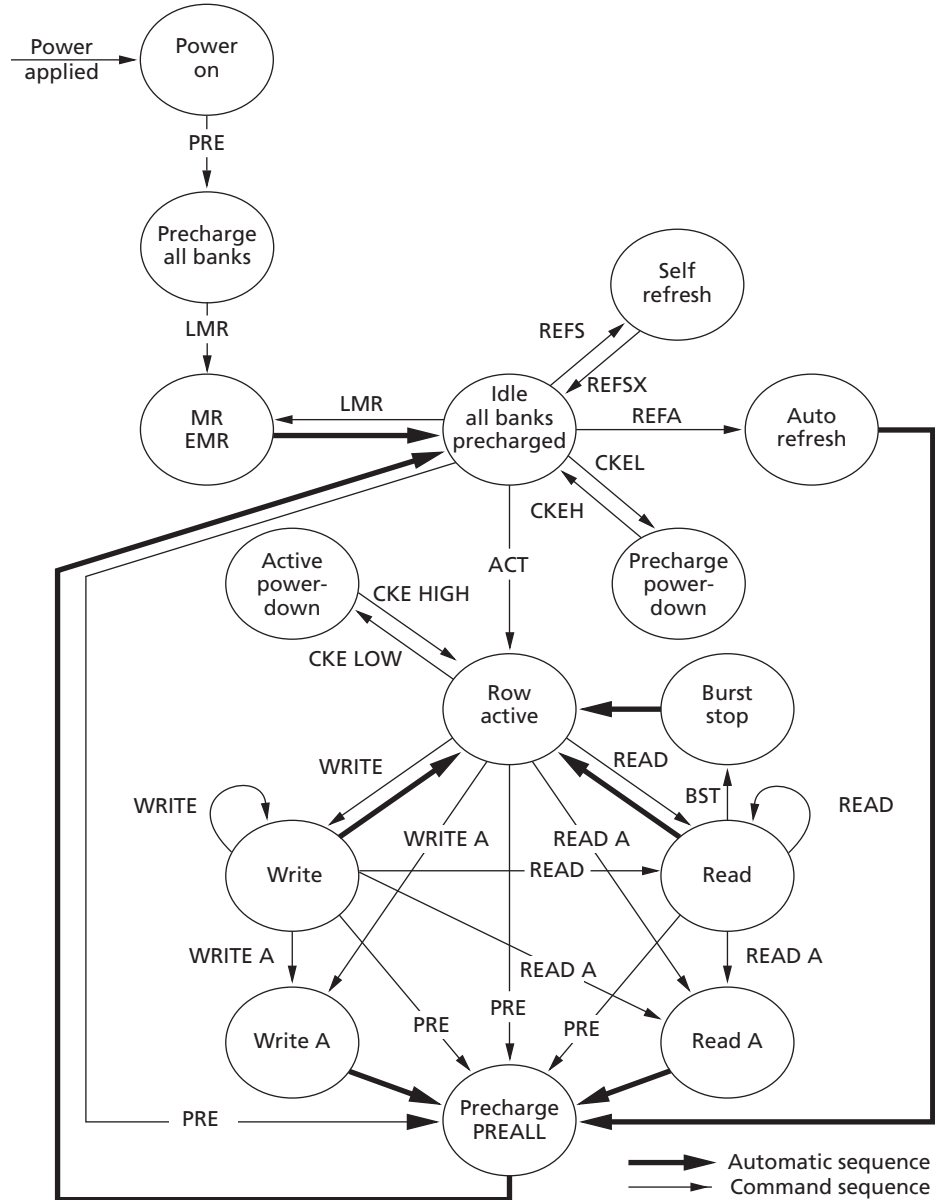 Power
applied
Power
on
PRE
Precharge
all banks
LMR
Self
refresh
REFS
REFSX
MR
EMR
LMR
Idle
all banks
precharged
REFA
Auto
refresh
CKEL
CKEH
Active
power-
down
CKE HIGH
CKE LOW
ACT
Precharge
power-
down
Row
active
Burst
stop
WRITE
READ
BST
WRITE
READ
WRITE A
READ A
Write
READ
Read
WRITE A
READ A
READ A
PRE
PRE
PRE
Write A
Read A
PRE
Precharge
PREALL
Automatic sequence
Command sequence